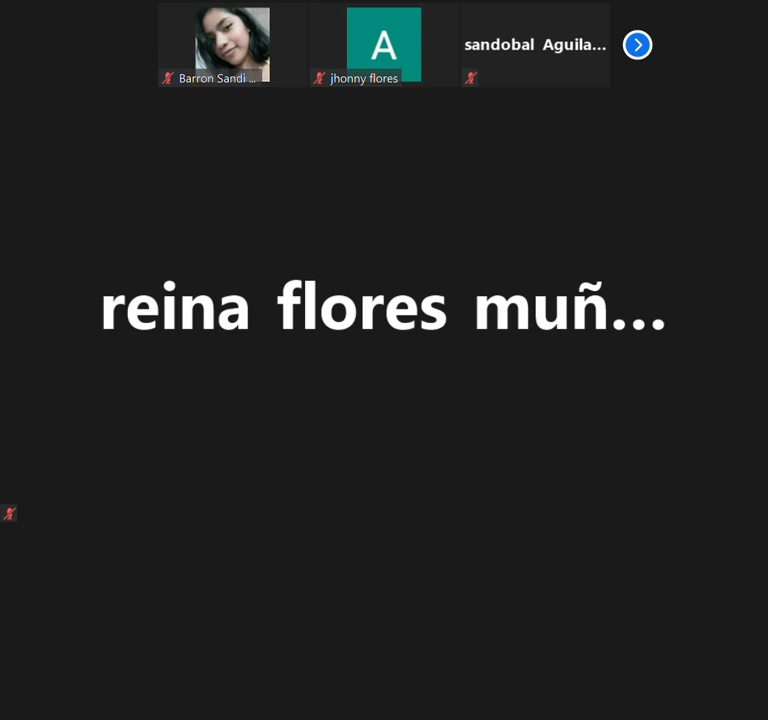 Barron Sandi ...
A
jhonny flores
sandobal Aguila...
reina flores muñ...